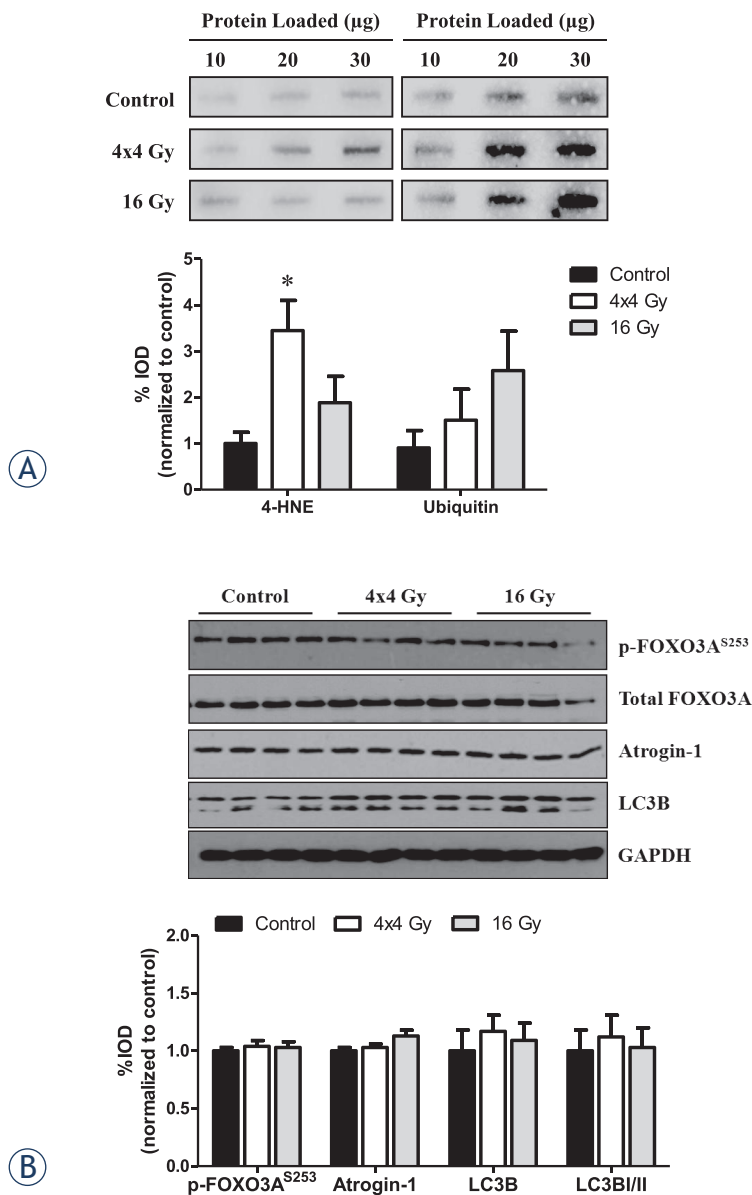 Protein Loaded (µg) Protein Loaded (µg)
10 20 30 10 20 30
Control
4x4 Gy
16 Gy
5
4
3
2
1
0
% IOD
(normalized to control)
*
Control
4x4 Gy
16 Gy
4-HNE Ubiquitin
A
Control 4x4 Gy 16 Gy
p-FOXO3A^S253
Total FOXO3A
Atrogin-1
LC3B
GAPDH
Control 4x4 Gy 16 Gy
2.0
1.5
1.0
0.5
0.0
%IOD
(normalized to control)
p-FOXO3A^S253 Atrogin-1 LC3B LC3BI/II
B